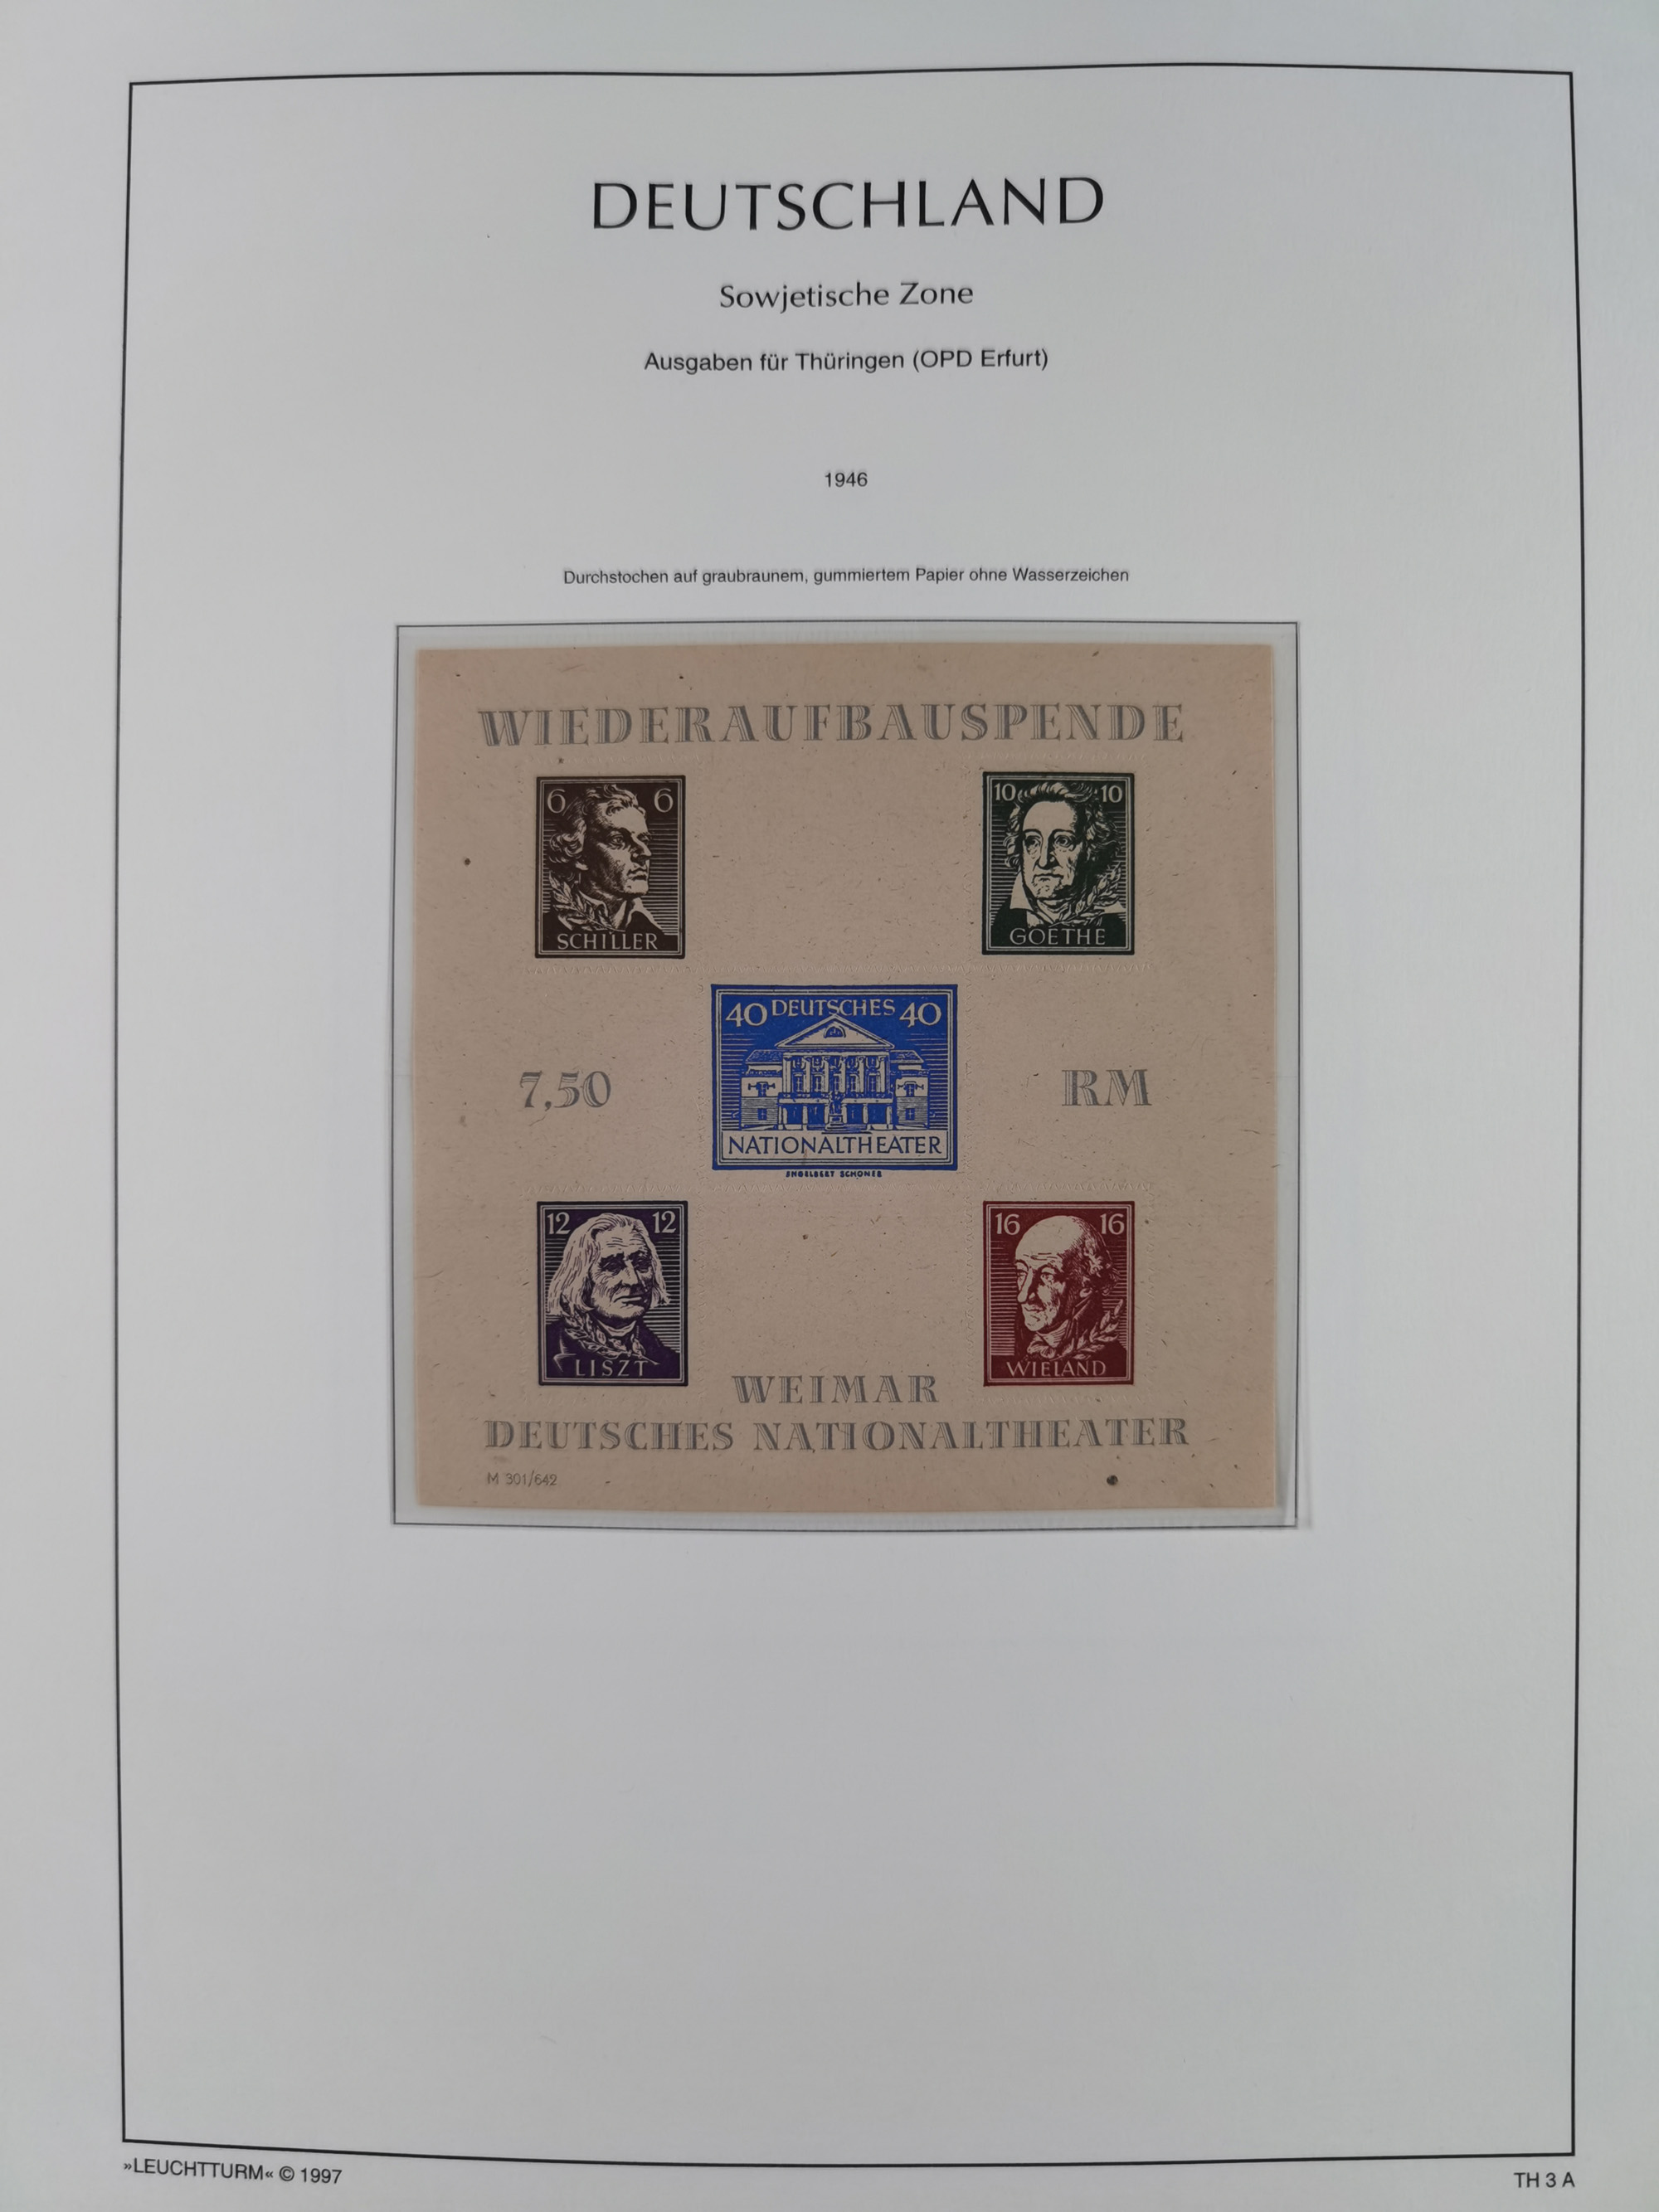 DEUTSCHLAND
Sowjetische Zone
Ausgaben für Thüringen (OPD Erfurt)
1946
Durchstochen auf graubraunem, gummiertem Papier ohne Wasserzeichen
WIEDERAUFBAUSPENDE
6 6
SCHILLER
10 10
GOETHE
40 DEUTSCHES 40
NATIONALTHEATER
ENGELBERT SCHONER
7,50 RM
12 12
LISZT
16 16
WIELAND
WEIMAR
DEUTSCHES NATIONALTHEATER
M 301/642
»LEUCHTTURM« © 1997
TH 3 A